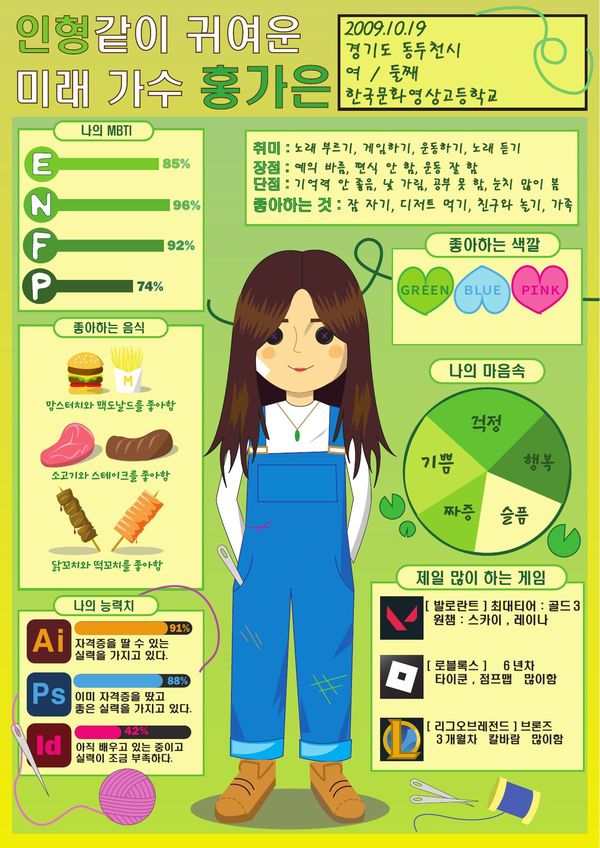 인형같이 귀여운
미래 가수 홍가은
2009.10.19
경기도 동두천시
여 / 둘째
한국문화영상고등학교
나의 MBTI
E 85%
N 96%
F 92%
P 74%
취미 : 노래 부르기, 게임하기, 운동하기, 노래 듣기
장점 : 예의 바름, 편식 안 함, 운동 잘 함
단점 : 기억력 안 좋음, 낯 가림, 공부 못 함, 눈치 많이 봄
좋아하는 것 : 잠 자기, 디저트 먹기, 친구와 놀기, 가족
좋아하는 색깔
GREEN BLUE PINK
좋아하는 음식
M
맘스터치와 맥도날드를 좋아함
소고기와 스테이크를 좋아함
닭꼬치와 떡꼬치를 좋아함
나의 마음속
걱정
행복
슬픔
짜증
기쁨
나의 능력치
Ai 91%
자격증을 딸 수 있는
실력을 가지고 있다.
Ps 88%
이미 자격증을 땄고
좋은 실력을 가지고 있다.
Id 42%
아직 배우고 있는 중이고
실력이 조금 부족하다.
제일 많이 하는 게임
[ 발로란트 ] 최대티어 : 골드3
원챔 : 스카이 , 레이나
[ 로블록스 ] 6년차
타이쿤 , 점프맵 많이함
L
[ 리그오브레전드 ] 브론즈
3개월차 칼바람 많이함